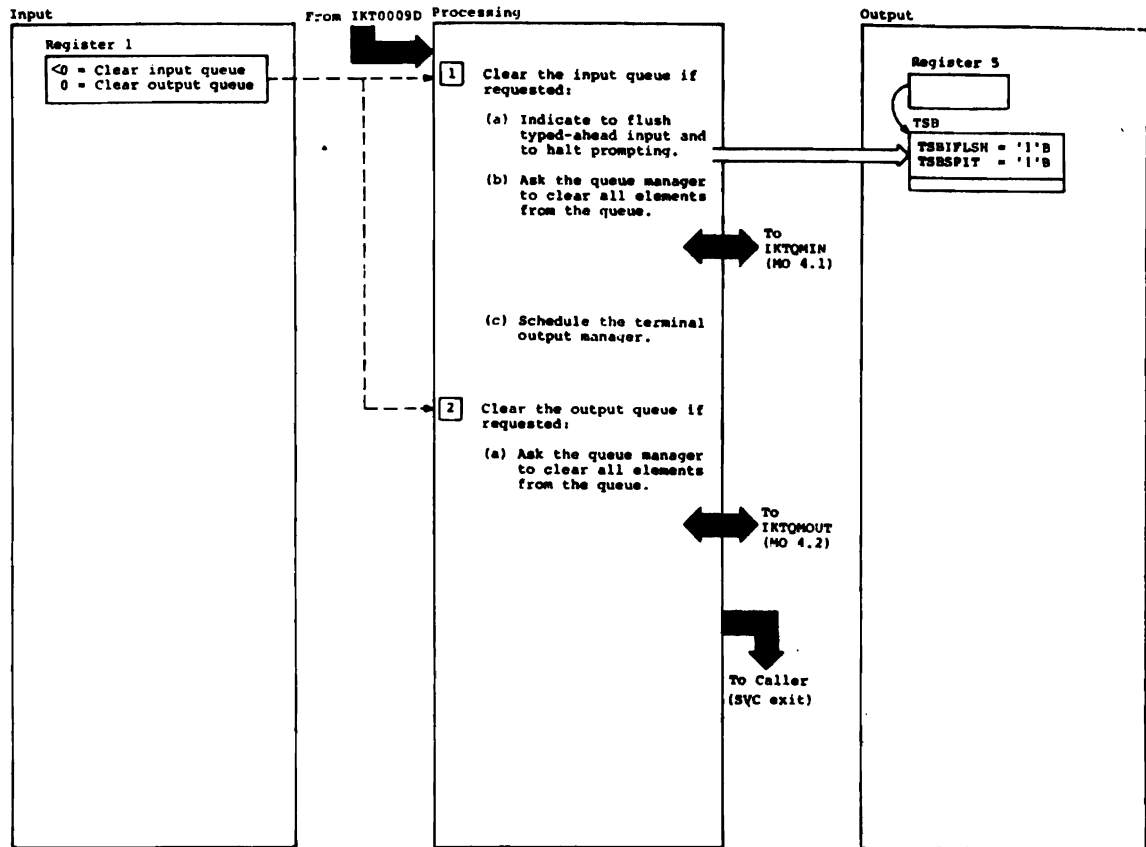 Input
From IKT0009D
Processing
Output
Register 1
<0 = Clear input queue
0 = Clear output queue
1 Clear the input queue if
requested:
(a) Indicate to flush
typed-ahead input and
to halt prompting.
(b) Ask the queue manager
to clear all elements
from the queue.
To
IKTQMIN
(MO 4.1)
(c) Schedule the terminal
output manager.
2 Clear the output queue if
requested:
(a) Ask the queue manager
to clear all elements
from the queue.
To
IKTQMOUT
(MO 4.2)
To Caller
(SVC exit)
Register 5
TSB
TSBIFLSH = '1'B
TSBSPIT = '1'B